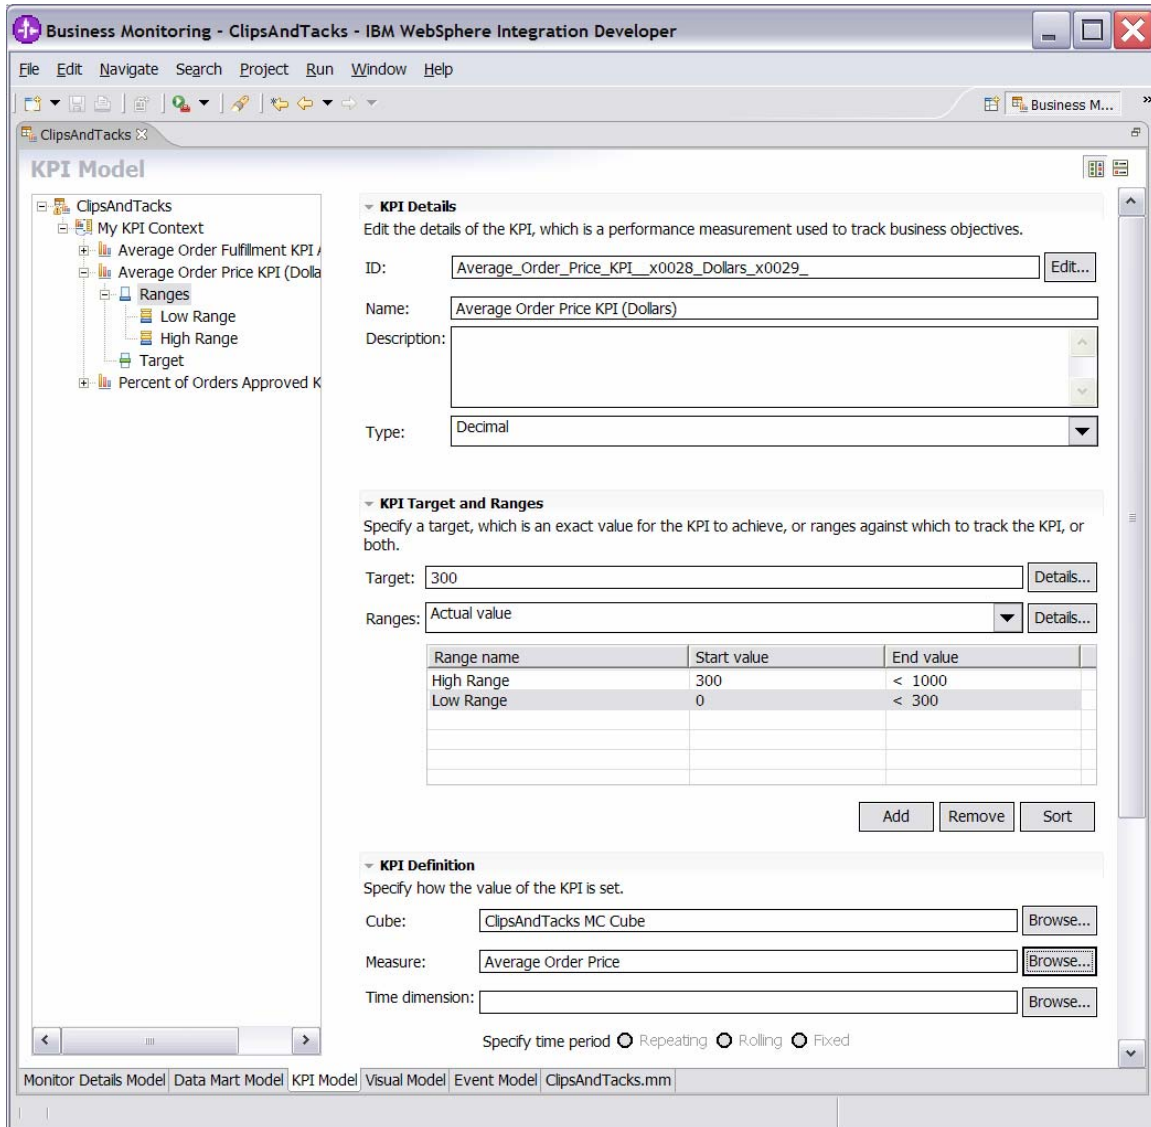 Business Monitoring - ClipsAndTacks - IBM WebSphere Integration Developer
File Edit Navigate Search Project Run Window Help
Business M...
ClipsAndTacks
KPI Model
ClipsAndTacks
My KPI Context
Average Order Fulfillment KPI
Average Order Price KPI (Dolla
Ranges
Low Range
High Range
Target
Percent of Orders Approved K
KPI Details
Edit the details of the KPI, which is a performance measurement used to track business objectives.
ID: Average_Order_Price_KPI__x0028_Dollars_x0029_ Edit...
Name: Average Order Price KPI (Dollars)
Description:
Type: Decimal
KPI Target and Ranges
Specify a target, which is an exact value for the KPI to achieve, or ranges against which to track the KPI, or
both.
Target: 300 Details...
Ranges: Actual value Details...
Range name Start value End value
High Range 300 < 1000
Low Range 0 < 300
Add Remove Sort
KPI Definition
Specify how the value of the KPI is set.
Cube: ClipsAndTacks MC Cube Browse...
Measure: Average Order Price Browse...
Time dimension: Browse...
Specify time period Repeating Rolling Fixed
Monitor Details Model Data Mart Model KPI Model Visual Model Event Model ClipsAndTacks.mm